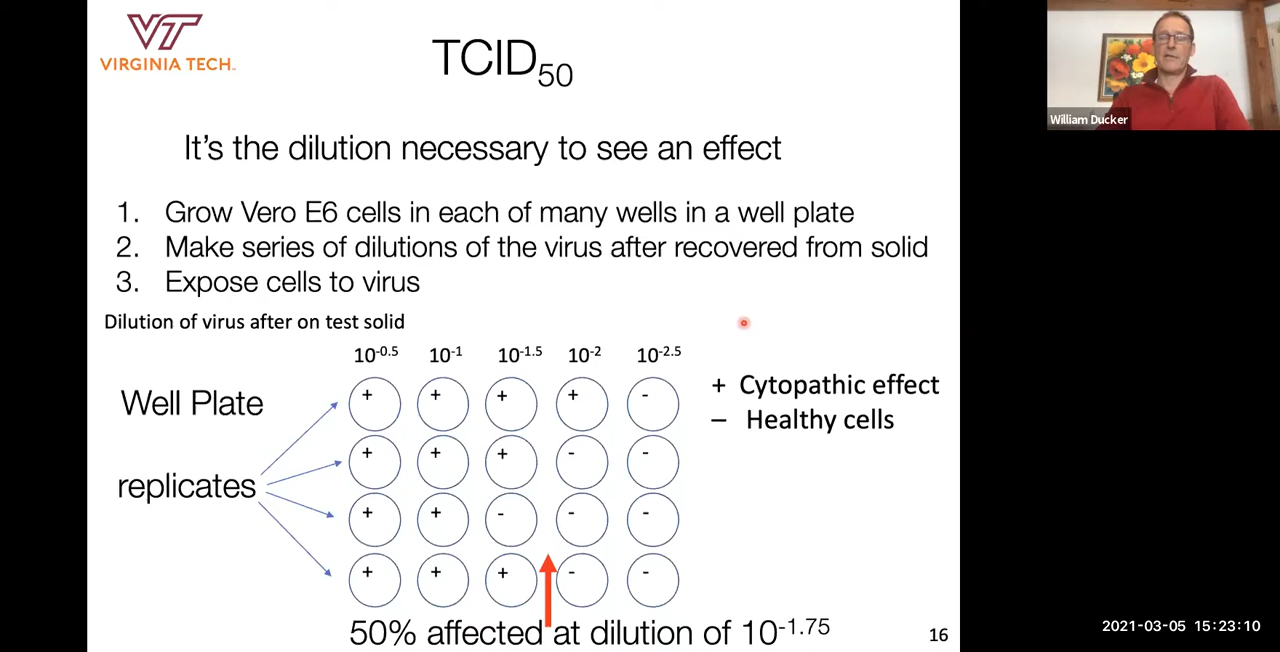 VT
VIRGINIA TECH.
TCID50
William Ducker
It's the dilution necessary to see an effect
1. Grow Vero E6 cells in each of many wells in a well plate
2. Make series of dilutions of the virus after recovered from solid
3. Expose cells to virus
Dilution of virus after on test solid
10-0.5 10-1 10-1.5 10-2 10-2.5
+ Cytopathic effect
– Healthy cells
Well Plate
+ + + + -
+ + + - -
replicates
+ + - - -
+ + + - -
50% affected at dilution of 10-1.75
16
2021-03-05 15:23:10